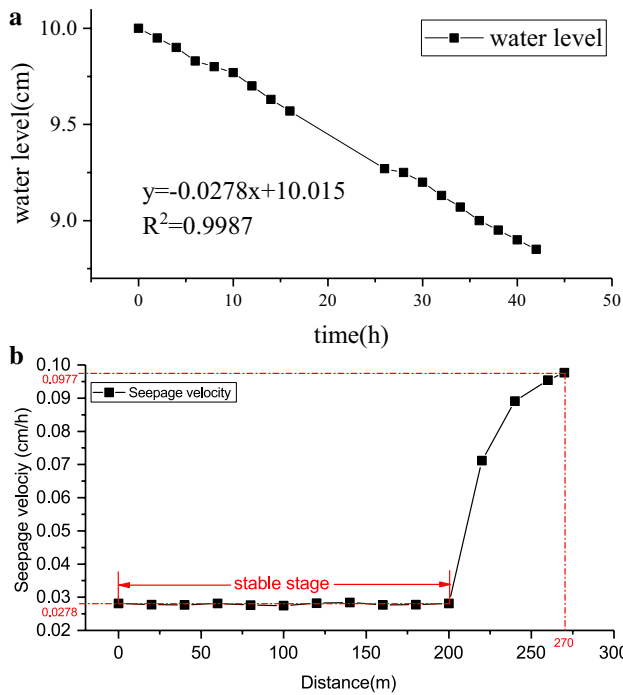 a
10.0
9.5
9.0
water level(cm)
water level
y=-0.0278x+10.015
R²=0.9987
0 10 20 30 40 50
time(h)
b
0.10
0.0977
0.09
0.08
0.07
0.06
0.05
0.04
0.03
0.0278
0.02
Seepage velociy (cm/h)
Seepage velocity
stable stage
270
0 50 100 150 200 250 300
Distance(m)